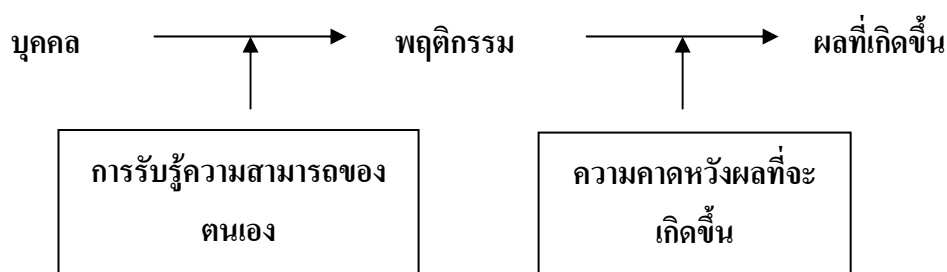 บุคคล พฤติกรรม ผลที่เกิดขึ้น
การรับรู้ความสามารถของ
ตนเอง
ความคาดหวังผลที่จะ
เกิดขึ้น